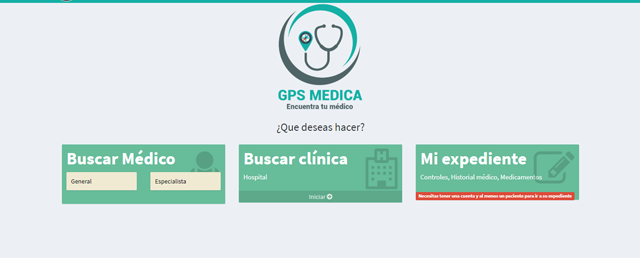 GPS MEDICA
Encuentra tu médico
¿Que deseas hacer?
Buscar Médico
General
Especialista
Buscar clínica
Hospital
Iniciar
Mi expediente
Controles, Historial médico, Medicamentos
Necesitas tener una cuenta y al menos un paciente para ir a su expediente